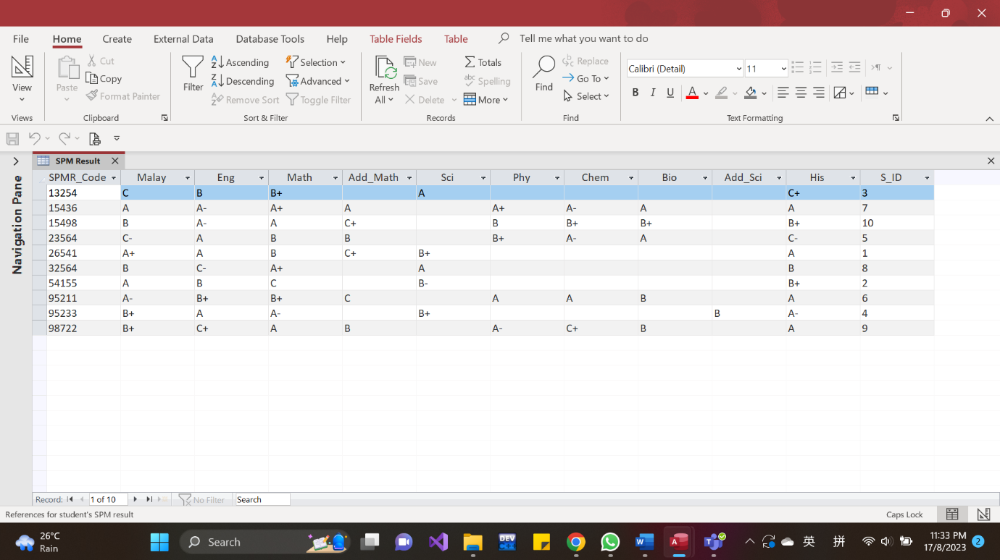 File Home Create External Data Database Tools Help Table Fields Table Tell me what you want to do
View
Views
Paste
Cut
Copy
Format Painter
Clipboard
Filter
Ascending
Descending
Remove Sort
Selection
Advanced
Toggle Filter
Sort & Filter
Refresh
All
New
Save
Delete
Totals
Spelling
More
Records
Find
Replace
Go To
Select
Find
Calibri (Detail) 11
B I U A
Text Formatting
SPM Result
Navigation Pane
SPMR_Code Malay Eng Math Add_Math Sci Phy Chem Bio Add_Sci His S_ID
13254 C B B+ A C+ 3
15436 A A- A+ A A+ A- A A 7
15498 B A- A C+ B B+ B+ B+ 10
23564 C- A B B B+ A- A C- 5
26541 A+ A B C+ B+ A 1
32564 B C- A+ A B 8
54155 A B C B- B+ 2
95211 A- B+ B+ C A A B A 6
95233 B+ A A- B+ B A- 4
98722 B+ C+ A B A- C+ B A 9
Record: 1 of 10 No Filter Search
References for student's SPM result Caps Lock
26°C
Rain
Search
DEV
英 拼
11:33 PM
17/8/2023
2